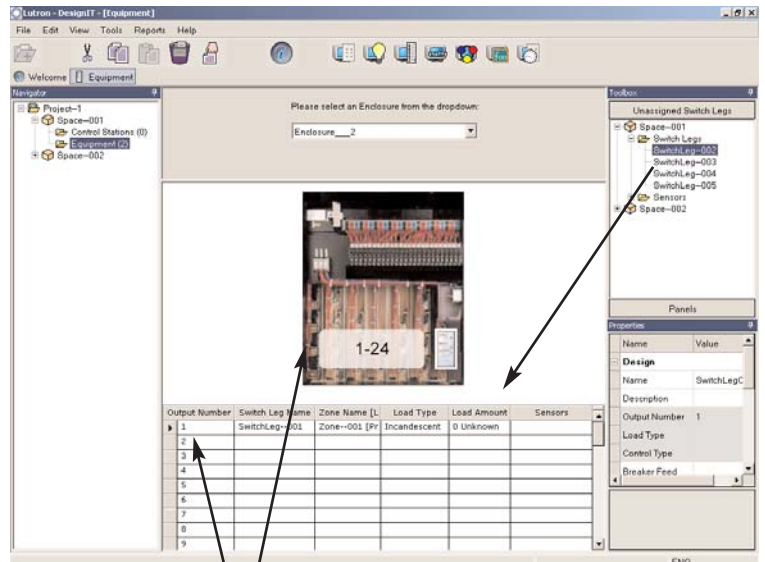 Lutron - DesignIT - [Equipment]
File Edit View Tools Reports Help
Welcome Equipment
Navigator
Project-1
Space-001
Control Stations (0)
Equipment (2)
Space-002
Please select an Enclosure from the dropdown:
Enclosure___2
1-24
Output Number Switch Leg Name Zone Name [L Load Type Load Amount Sensors
1 SwitchLeg--001 Zone--001 [Pr Incandescent 0 Unknown
2
3
4
5
6
7
8
9
Toolbox
Unassigned Switch Legs
Space-001
Switch Legs
SwitchLeg-002
SwitchLeg-003
SwitchLeg-004
SwitchLeg-005
Sensors
Space-002
Panels
Properties
Name Value
Design
Name SwitchLegC
Description
Output Number 1
Load Type
Control Type
Breaker Feed